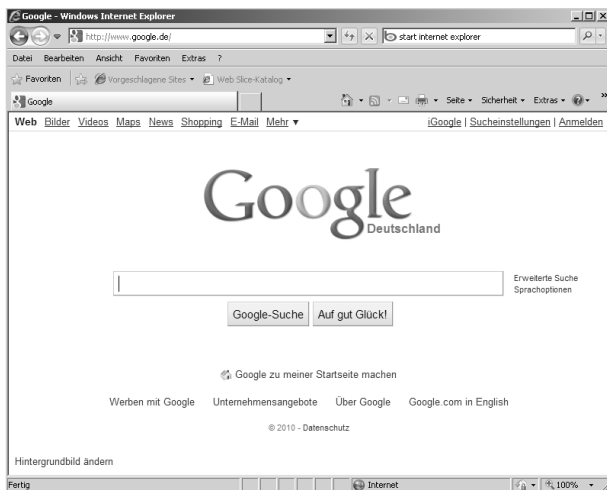 Google - Windows Internet Explorer
http://www.google.de/ start internet explorer
Datei Bearbeiten Ansicht Favoriten Extras ?
Favoriten Vorgeschlagene Sites Web Slice-Katalog
Google Seite Sicherheit Extras »
Web Bilder Videos Maps News Shopping E-Mail Mehr ▼ iGoogle | Sucheinstellungen | Anmelden
Google
Deutschland
Erweiterte Suche
Sprachoptionen
Google-Suche Auf gut Glück!
Google zu meiner Startseite machen
Werben mit Google Unternehmensangebote Über Google Google.com in English
© 2010 - Datenschutz
Hintergrundbild ändern
Fertig Internet 100%